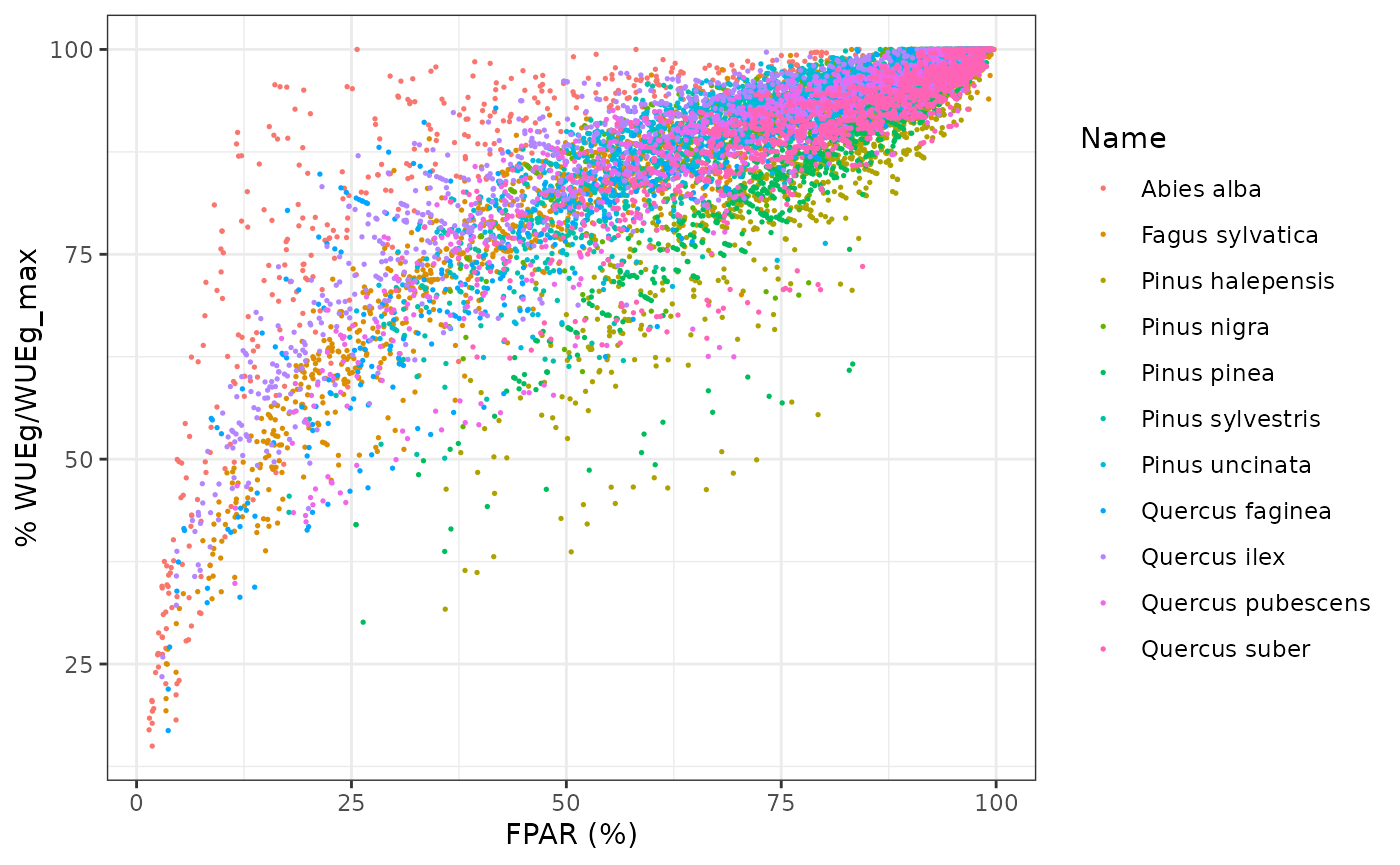 100
75
50
25
% WUEg/WUEg_max
0
25
50
75
100
FPAR (%)
Name
Abies alba
Fagus sylvatica
Pinus halepensis
Pinus nigra
Pinus pinea
Pinus sylvestris
Pinus uncinata
Quercus faginea
Quercus ilex
Quercus pubescens
Quercus suber